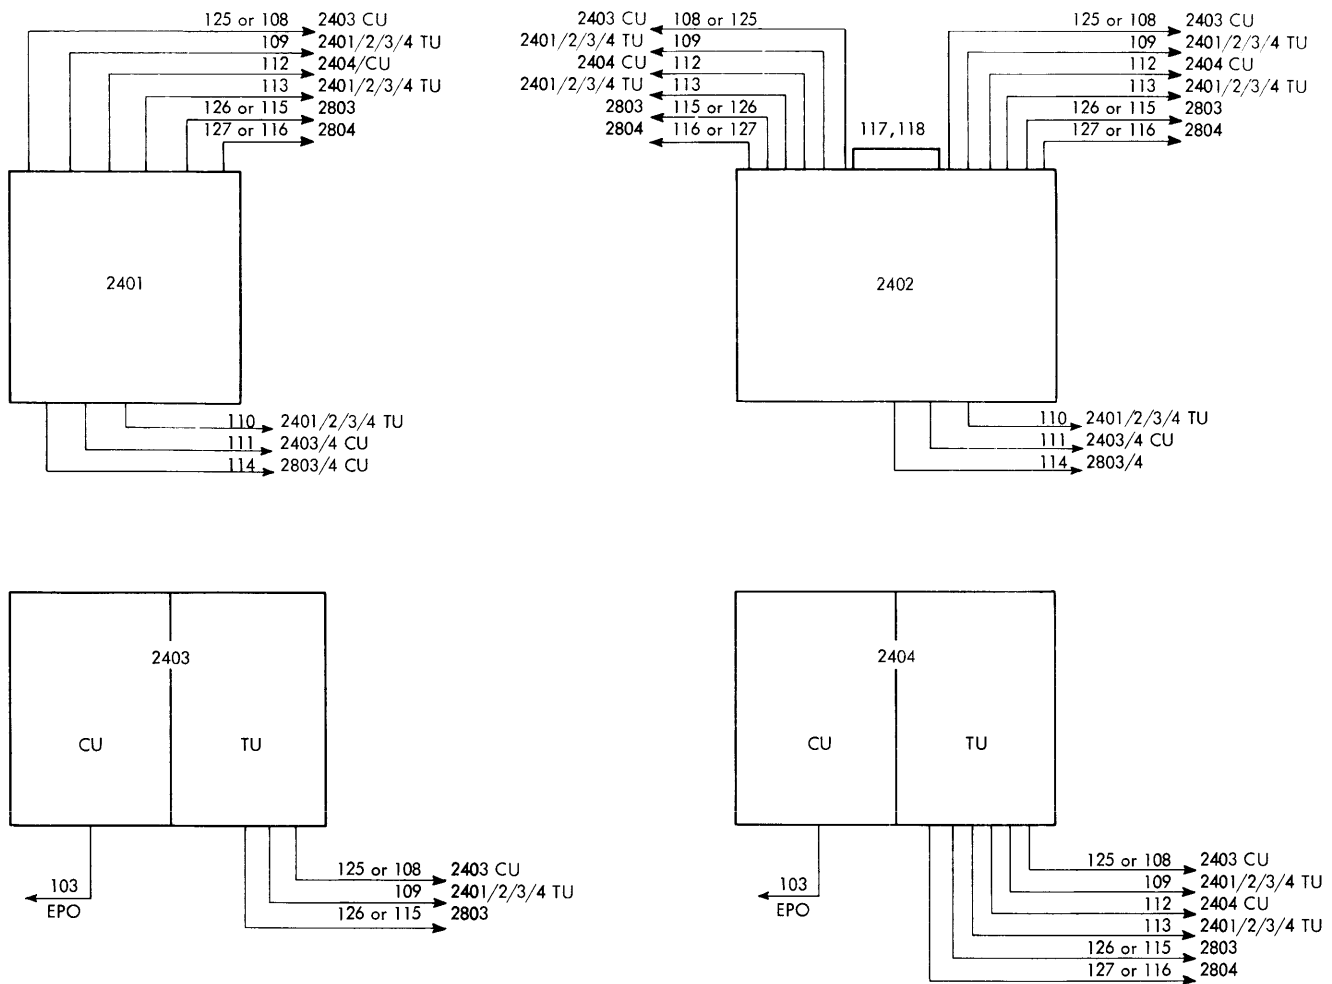 125 or 108 2403 CU
109 2401/2/3/4 TU
112 2404/CU
113 2401/2/3/4 TU
126 or 115 2803
127 or 116 2804
2401
110 2401/2/3/4 TU
111 2403/4 CU
114 2803/4 CU
2403 CU 108 or 125
2401/2/3/4 TU 109
2404 CU 112
2401/2/3/4 TU 113
2803 115 or 126
2804 116 or 127
117,118
125 or 108 2403 CU
109 2401/2/3/4 TU
112 2404 CU
113 2401/2/3/4 TU
126 or 115 2803
127 or 116 2804
2402
110 2401/2/3/4 TU
111 2403/4 CU
114 2803/4
2403
CU TU
103
EPO
125 or 108 2403 CU
109 2401/2/3/4 TU
126 or 115 2803
2404
CU TU
103
EPO
125 or 108 2403 CU
109 2401/2/3/4 TU
112 2404 CU
113 2401/2/3/4 TU
126 or 115 2803
127 or 116 2804